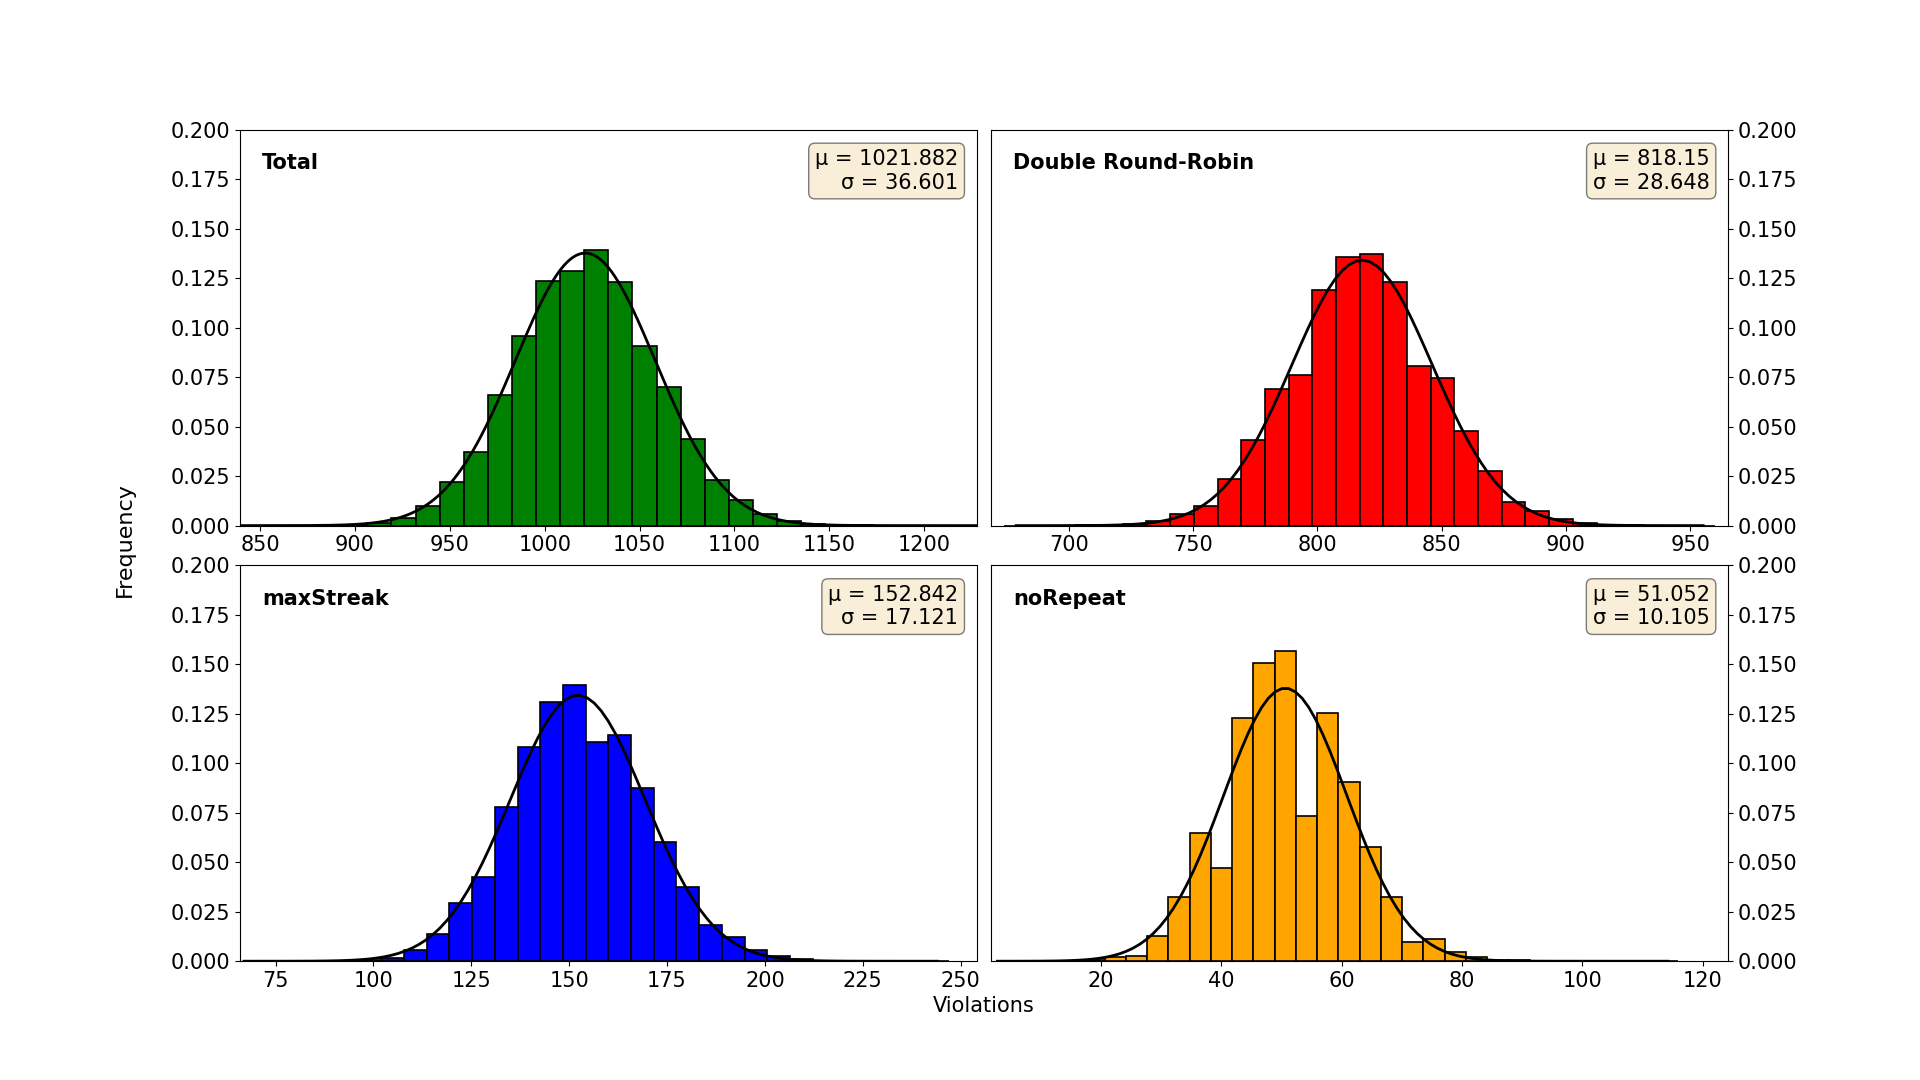 Frequency
Total
μ = 1021.882
σ = 36.601
0.200
0.175
0.150
0.125
0.100
0.075
0.050
0.025
0.000
850 900 950 1000 1050 1100 1150 1200
Double Round-Robin
μ = 818.15
σ = 28.648
0.200
0.175
0.150
0.125
0.100
0.075
0.050
0.025
0.000
700 750 800 850 900 950
maxStreak
μ = 152.842
σ = 17.121
0.200
0.175
0.150
0.125
0.100
0.075
0.050
0.025
0.000
75 100 125 150 175 200 225 250
noRepeat
μ = 51.052
σ = 10.105
0.200
0.175
0.150
0.125
0.100
0.075
0.050
0.025
0.000
20 40 60 80 100 120
Violations